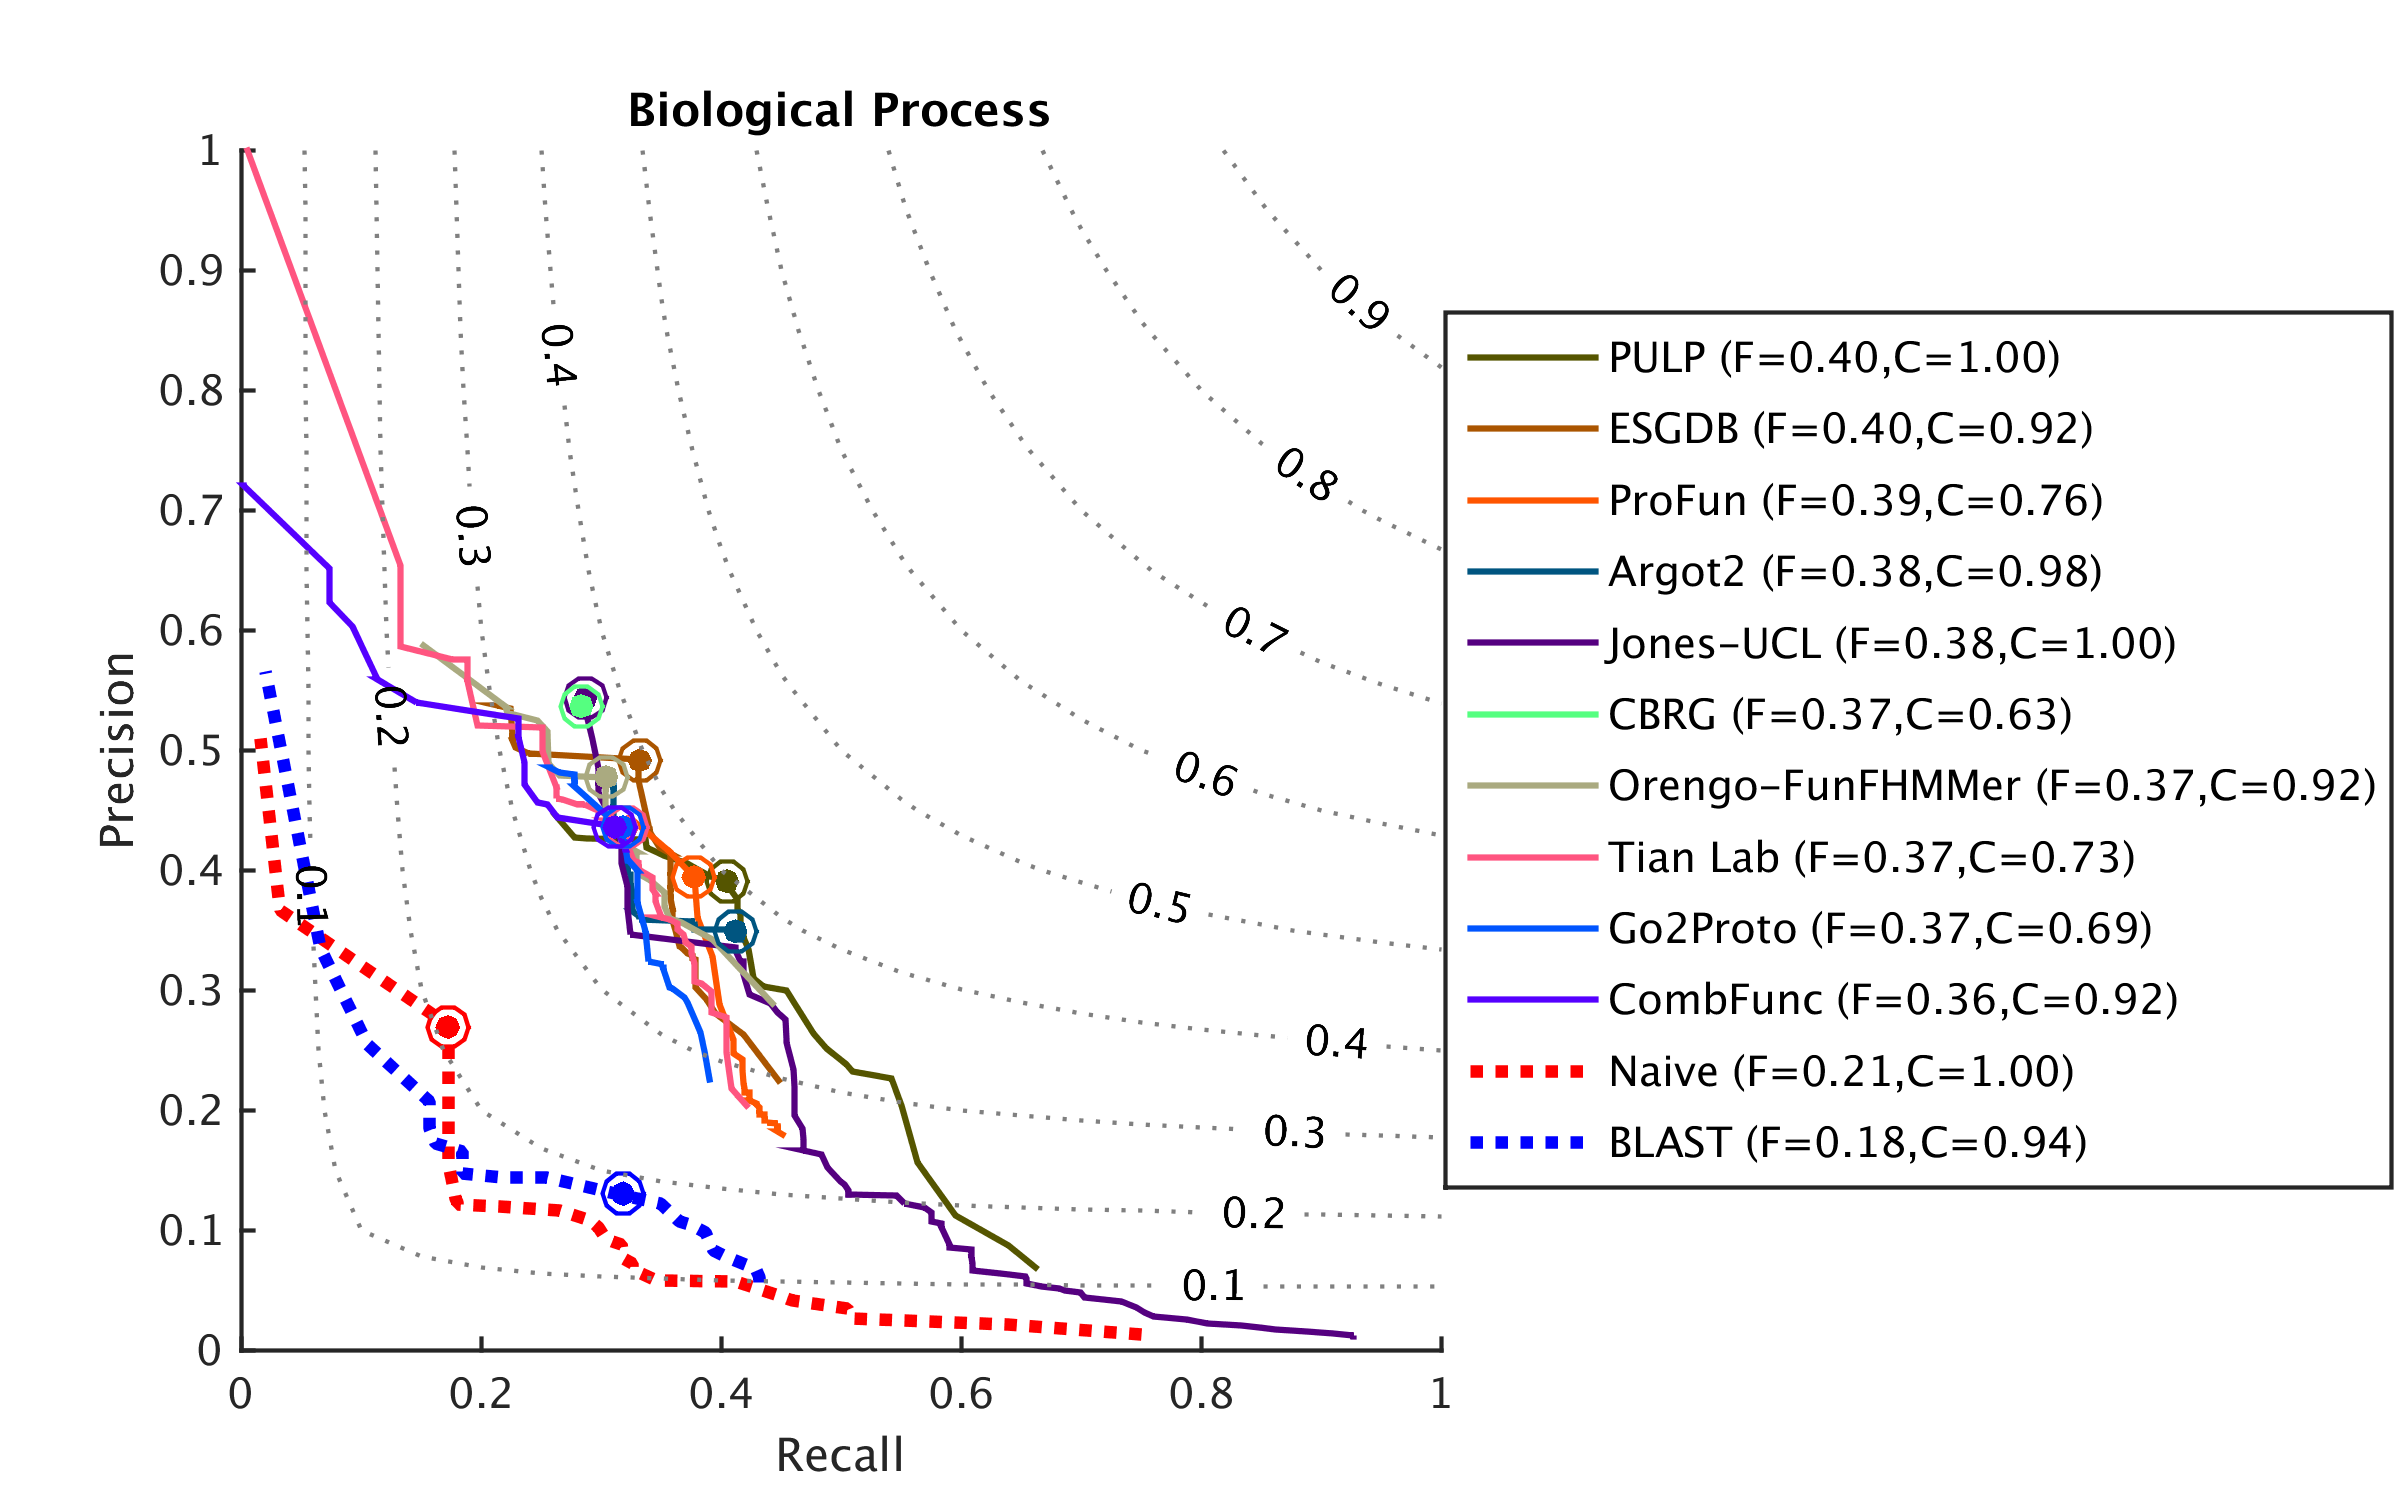 Biological Process
1
0.9
0.8
0.7
0.6
0.5
0.4
0.3
0.2
0.1
0
Precision
0
0.2
0.4
0.6
0.8
1
Recall
0.1
0.2
0.3
0.4
0.9
0.8
0.7
0.6
0.5
0.4
0.3
0.2
0.1
PULP (F=0.40,C=1.00)
ESGDB (F=0.40,C=0.92)
ProFun (F=0.39,C=0.76)
Argot2 (F=0.38,C=0.98)
Jones-UCL (F=0.38,C=1.00)
CBRG (F=0.37,C=0.63)
Orengo-FunFHMMer (F=0.37,C=0.92)
Tian Lab (F=0.37,C=0.73)
Go2Proto (F=0.37,C=0.69)
CombFunc (F=0.36,C=0.92)
Naive (F=0.21,C=1.00)
BLAST (F=0.18,C=0.94)